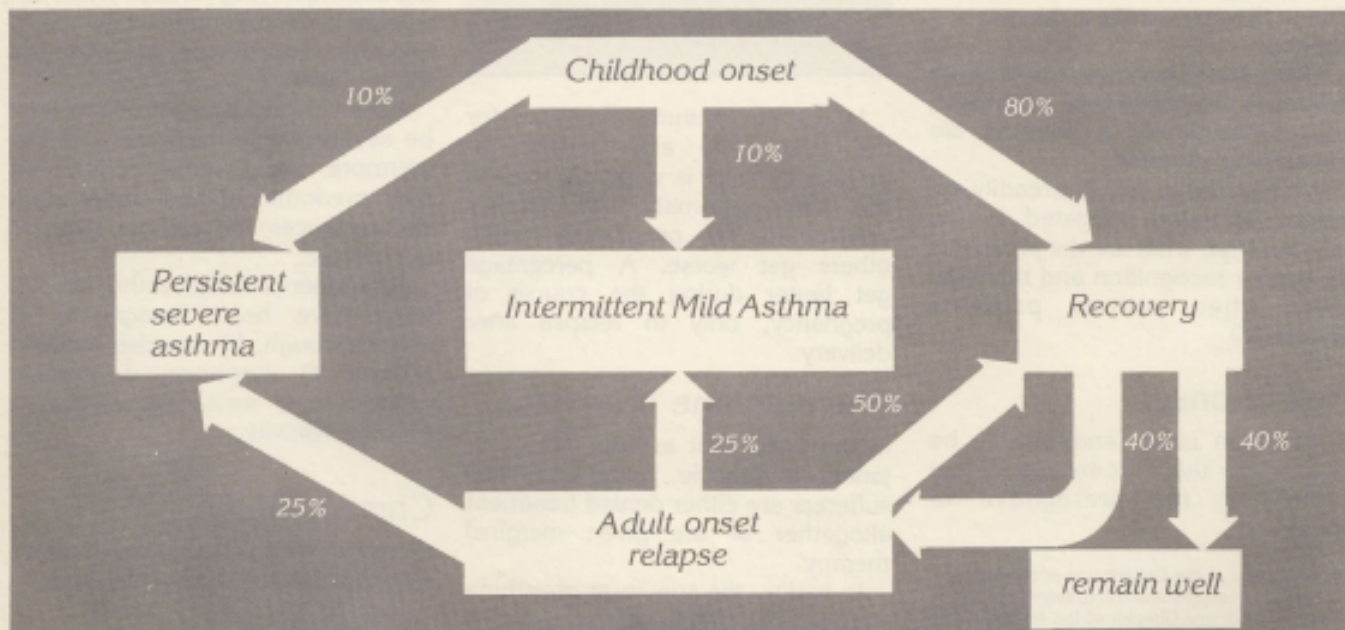 Childhood onset
10%
80%
10%
Persistent
severe
asthma
Intermittent Mild Asthma
Recovery
50%
25%
40%
40%
25%
Adult onset
relapse
remain well